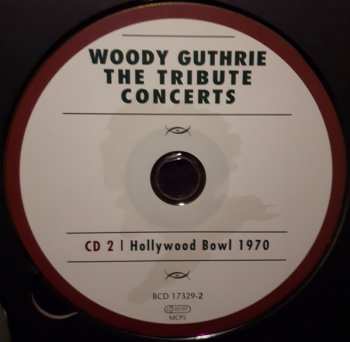 WOODY GUTHRIE
THE TRIBUTE
CONCERTS
CD 2 | Hollywood Bowl 1970
BCD 17329-2
MCPS